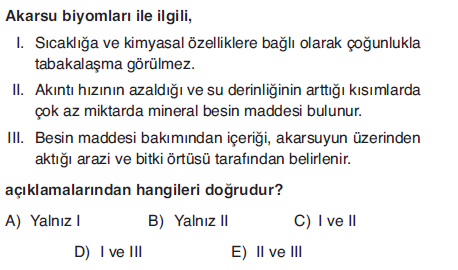 Akarsu biyomları ile ilgili,
I. Sıcaklığa ve kimyasal özelliklere bağlı olarak çoğunlukla
tabakalaşma görülmez.
II. Akıntı hızının azaldığı ve su derinliğinin arttığı kısımlarda
çok az miktarda mineral besin maddesi bulunur.
III. Besin maddesi bakımından içeriği, akarsuyun üzerinden
aktığı arazi ve bitki örtüsü tarafından belirlenir.
açıklamalarından hangileri doğrudur?
A) Yalnız I B) Yalnız II C) I ve II
D) I ve III E) II ve III